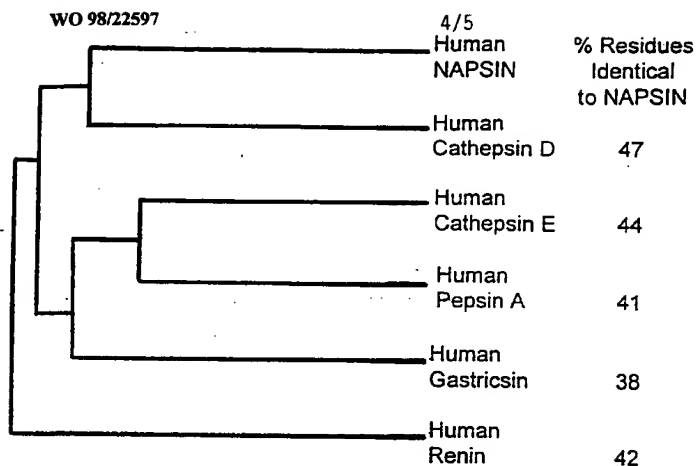 WO 98/22597
4/5
Human
NAPSIN
% Residues
Identical
to NAPSIN
Human
Cathepsin D 47
Human
Cathepsin E 44
Human
Pepsin A 41
Human
Gastricsin 38
Human
Renin 42